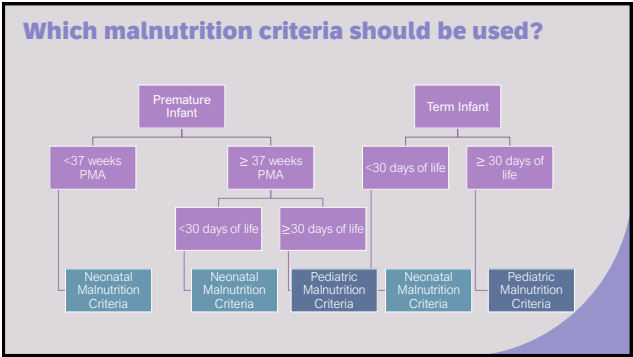 Which malnutrition criteria should be used?
Premature
Infant
Term Infant
<37 weeks
PMA
≥ 37 weeks
PMA
<30 days of life
≥ 30 days of
life
<30 days of life
≥30 days of life
Neonatal
Malnutrition
Criteria
Neonatal
Malnutrition
Criteria
Pediatric
Malnutrition
Criteria
Neonatal
Malnutrition
Criteria
Pediatric
Malnutrition
Criteria